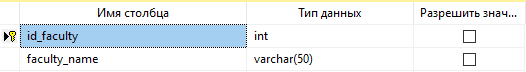 Имя столбца Тип данных Разрешить знач...
id_faculty int
faculty_name varchar(50)